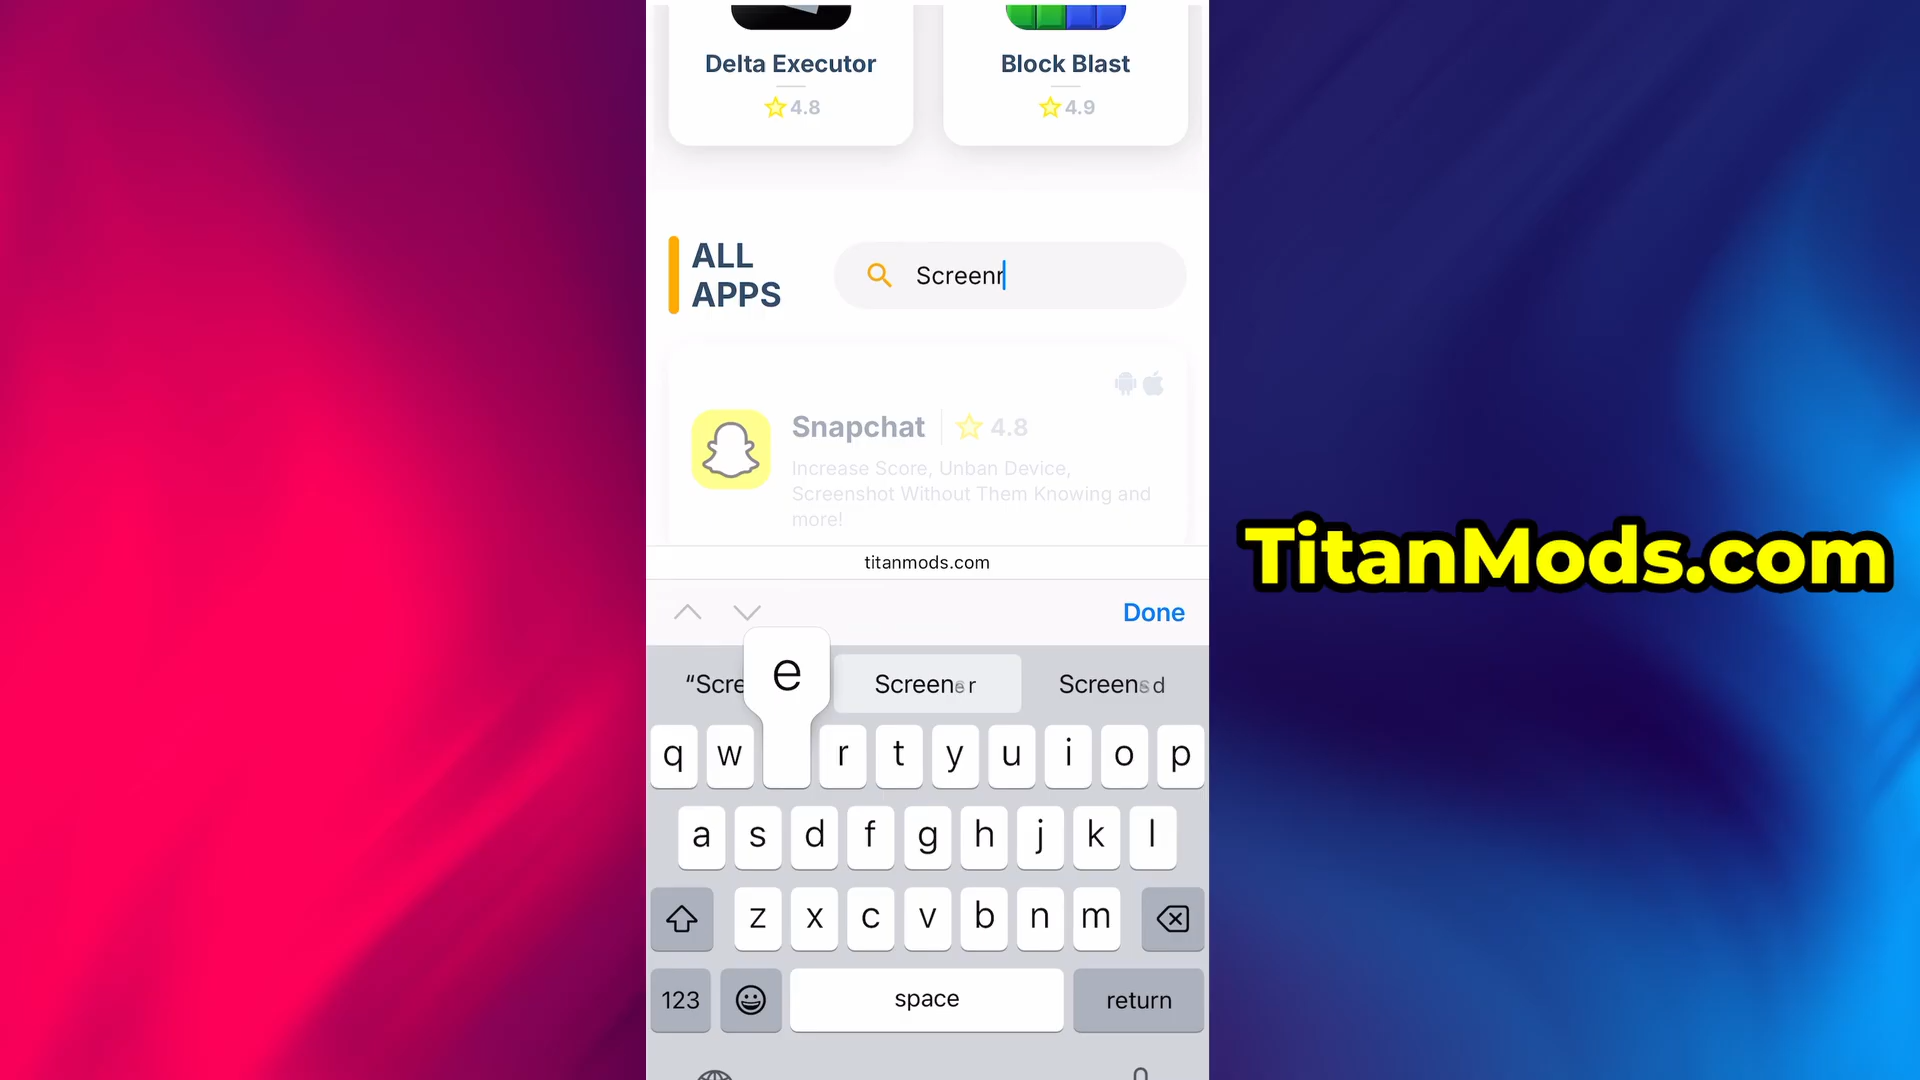 Delta Executor
4.8
Block Blast
4.9
ALL
APPS
Screenr
Snapchat
4.8
Increase Score, Unban Device,
Screenshot Without Them Knowing and
more!
titanmods.com
Done
“Scre
e
Screener
Screensd
q w r t y u i o p
a s d f g h j k l
z x c v b n m
123
space
return
TitanMods.com